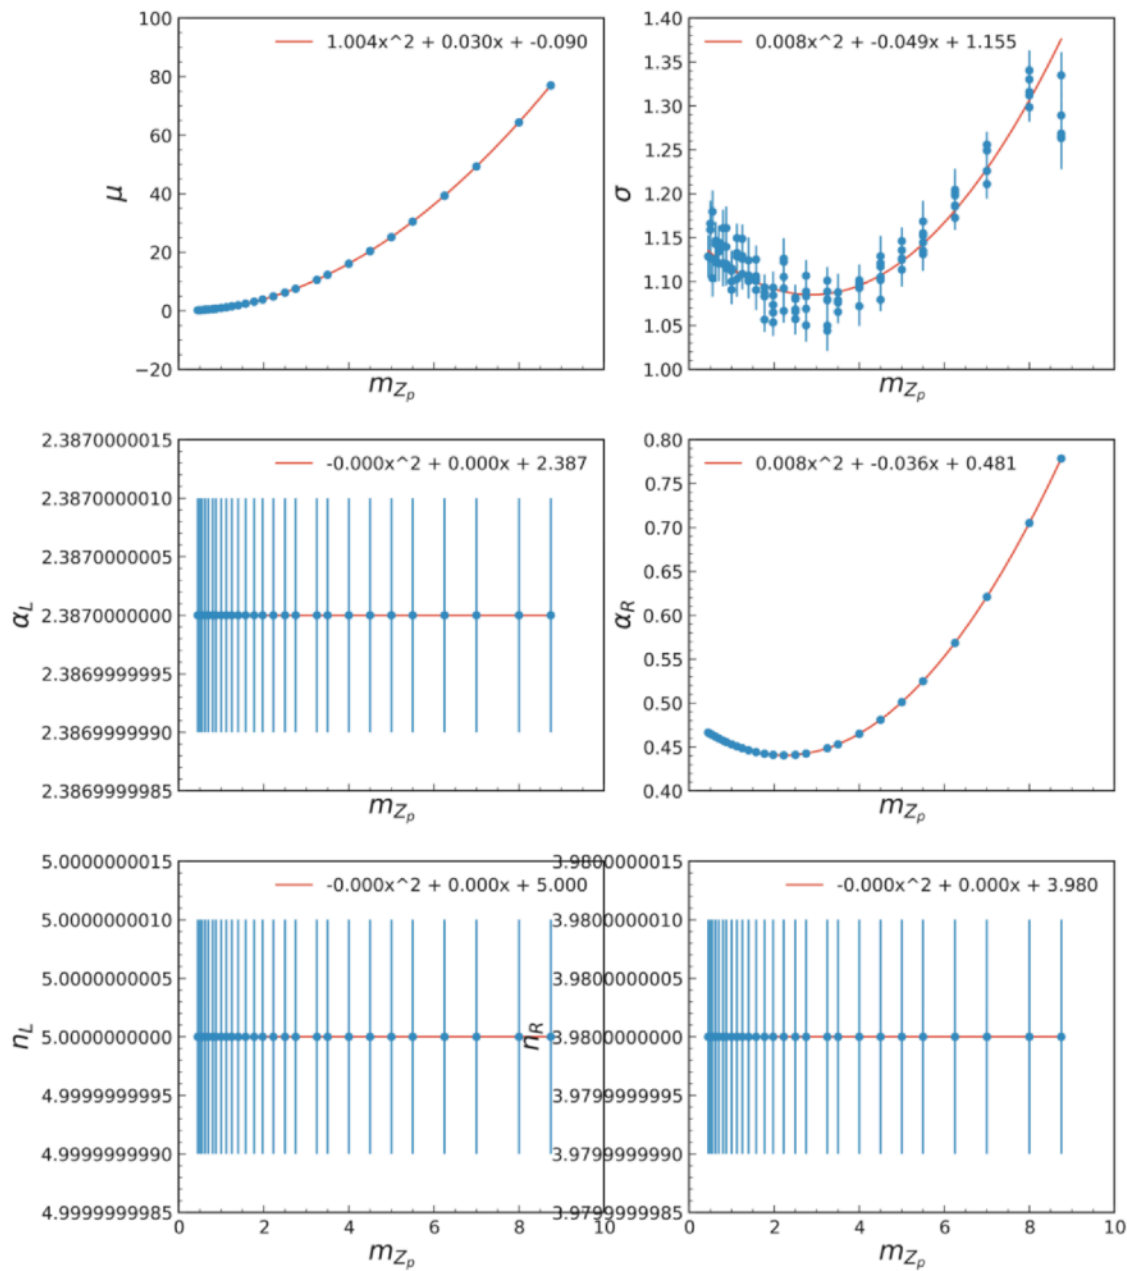 100
80
60
40
20
0
−20
μ
1.004x^2 + 0.030x + -0.090
m_{Z_p}
1.40
1.35
1.30
1.25
1.20
1.15
1.10
1.05
1.00
σ
0.008x^2 + -0.049x + 1.155
m_{Z_p}
2.3870000015
2.3870000010
2.3870000005
2.3870000000
2.3869999995
2.3869999990
2.3869999985
α_L
-0.000x^2 + 0.000x + 2.387
m_{Z_p}
0.80
0.75
0.70
0.65
0.60
0.55
0.50
0.45
0.40
α_R
0.008x^2 + -0.036x + 0.481
m_{Z_p}
5.0000000015
5.0000000010
5.0000000005
5.0000000000
4.9999999995
4.9999999990
4.9999999985
n_L
-0.000x^2 + 0.000x + 5.000
0 2 4 6 8 10
m_{Z_p}
3.9800000015
3.9800000010
3.9800000005
3.9800000000
3.9799999995
3.9799999990
3.9799999985
n_R
-0.000x^2 + 0.000x + 3.980
0 2 4 6 8 10
m_{Z_p}